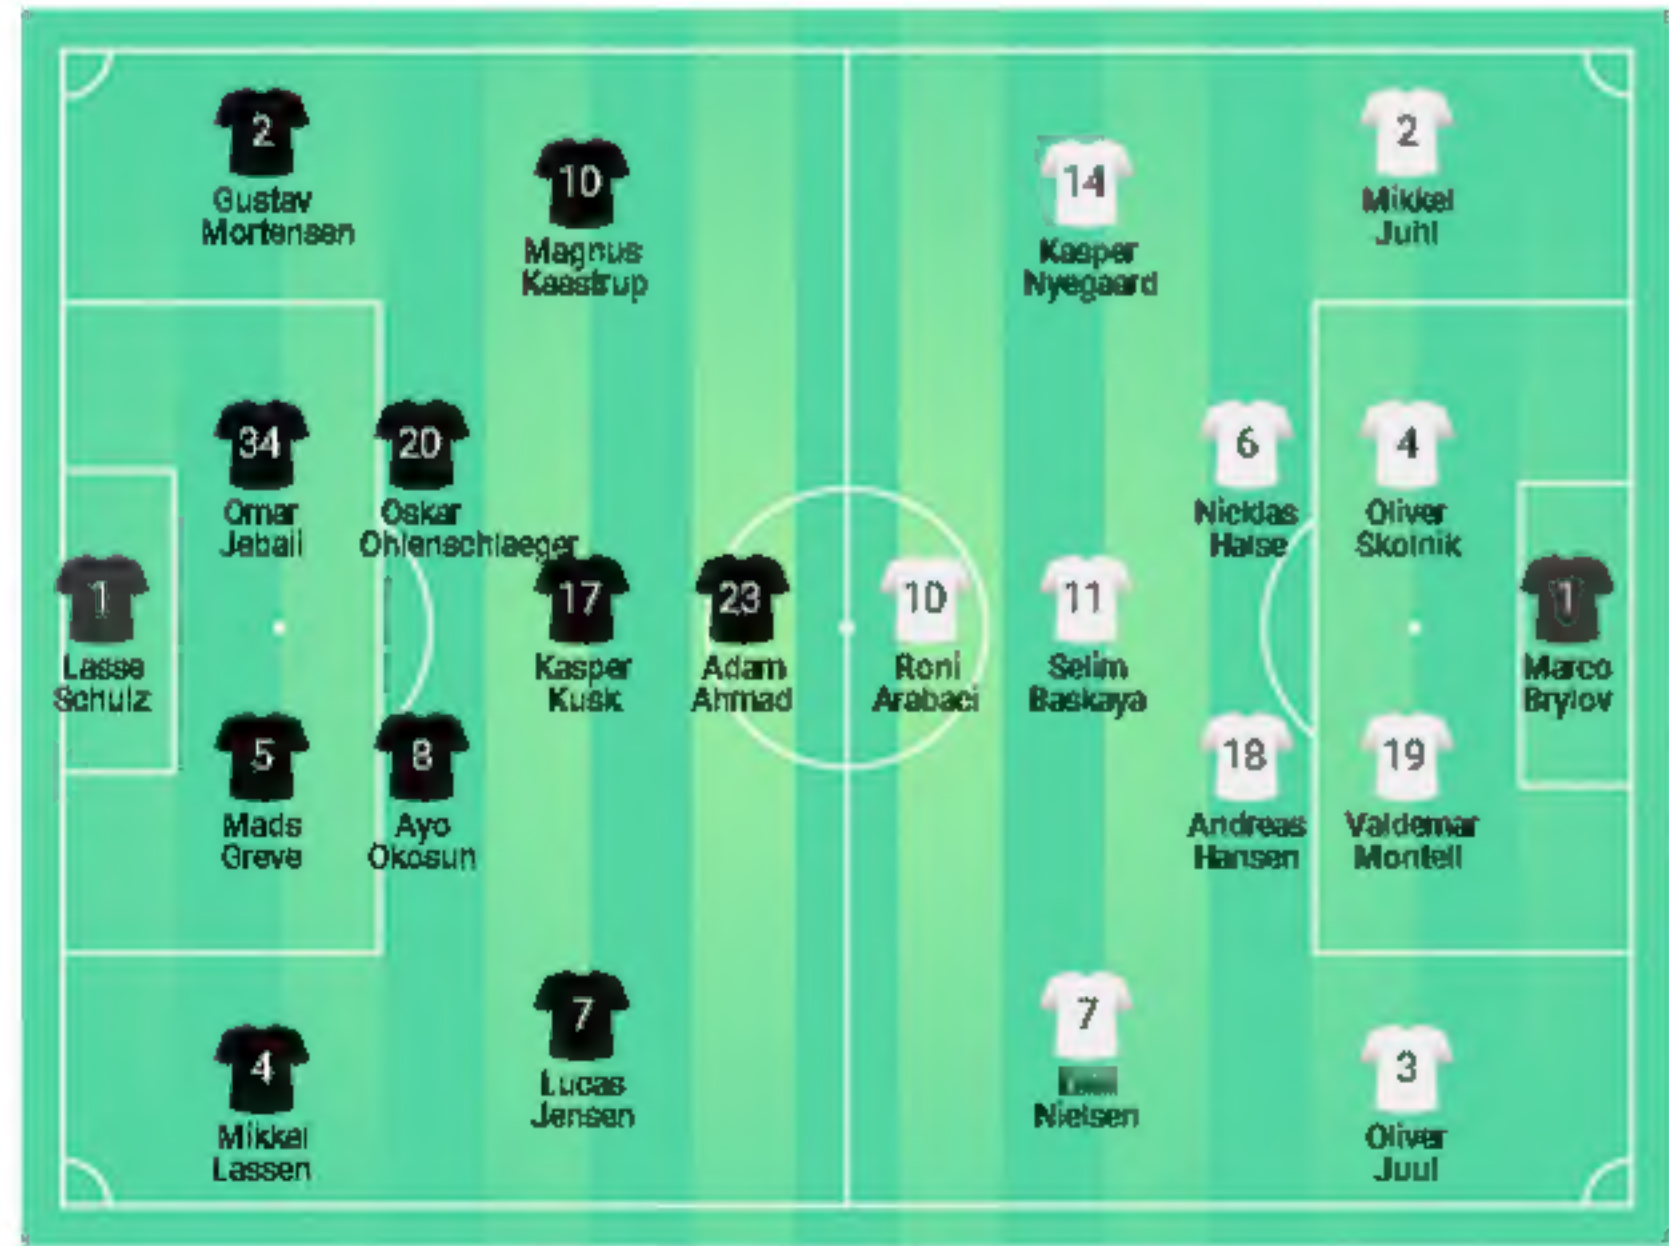 2
Gustav
Mortensen
10
Magnus
Kaastrup
34
Omar
Jebali
20
Oskar
Ohlenschlaeger
1
Lasse
Schulz
17
Kasper
Kusk
23
Adam
Ahmad
5
Mads
Greve
8
Ayo
Okosun
4
Mikkel
Lassen
7
Lucas
Jensen
14
Kasper
Nyegaard
2
Mikkel
Juhl
6
Nicklas
Halse
4
Oliver
Skolnik
10
Roni
Arabaci
11
Selim
Baskaya
1
Marco
Brylov
18
Andreas
Hansen
19
Valdemar
Montell
7
Nielsen
3
Oliver
Juul